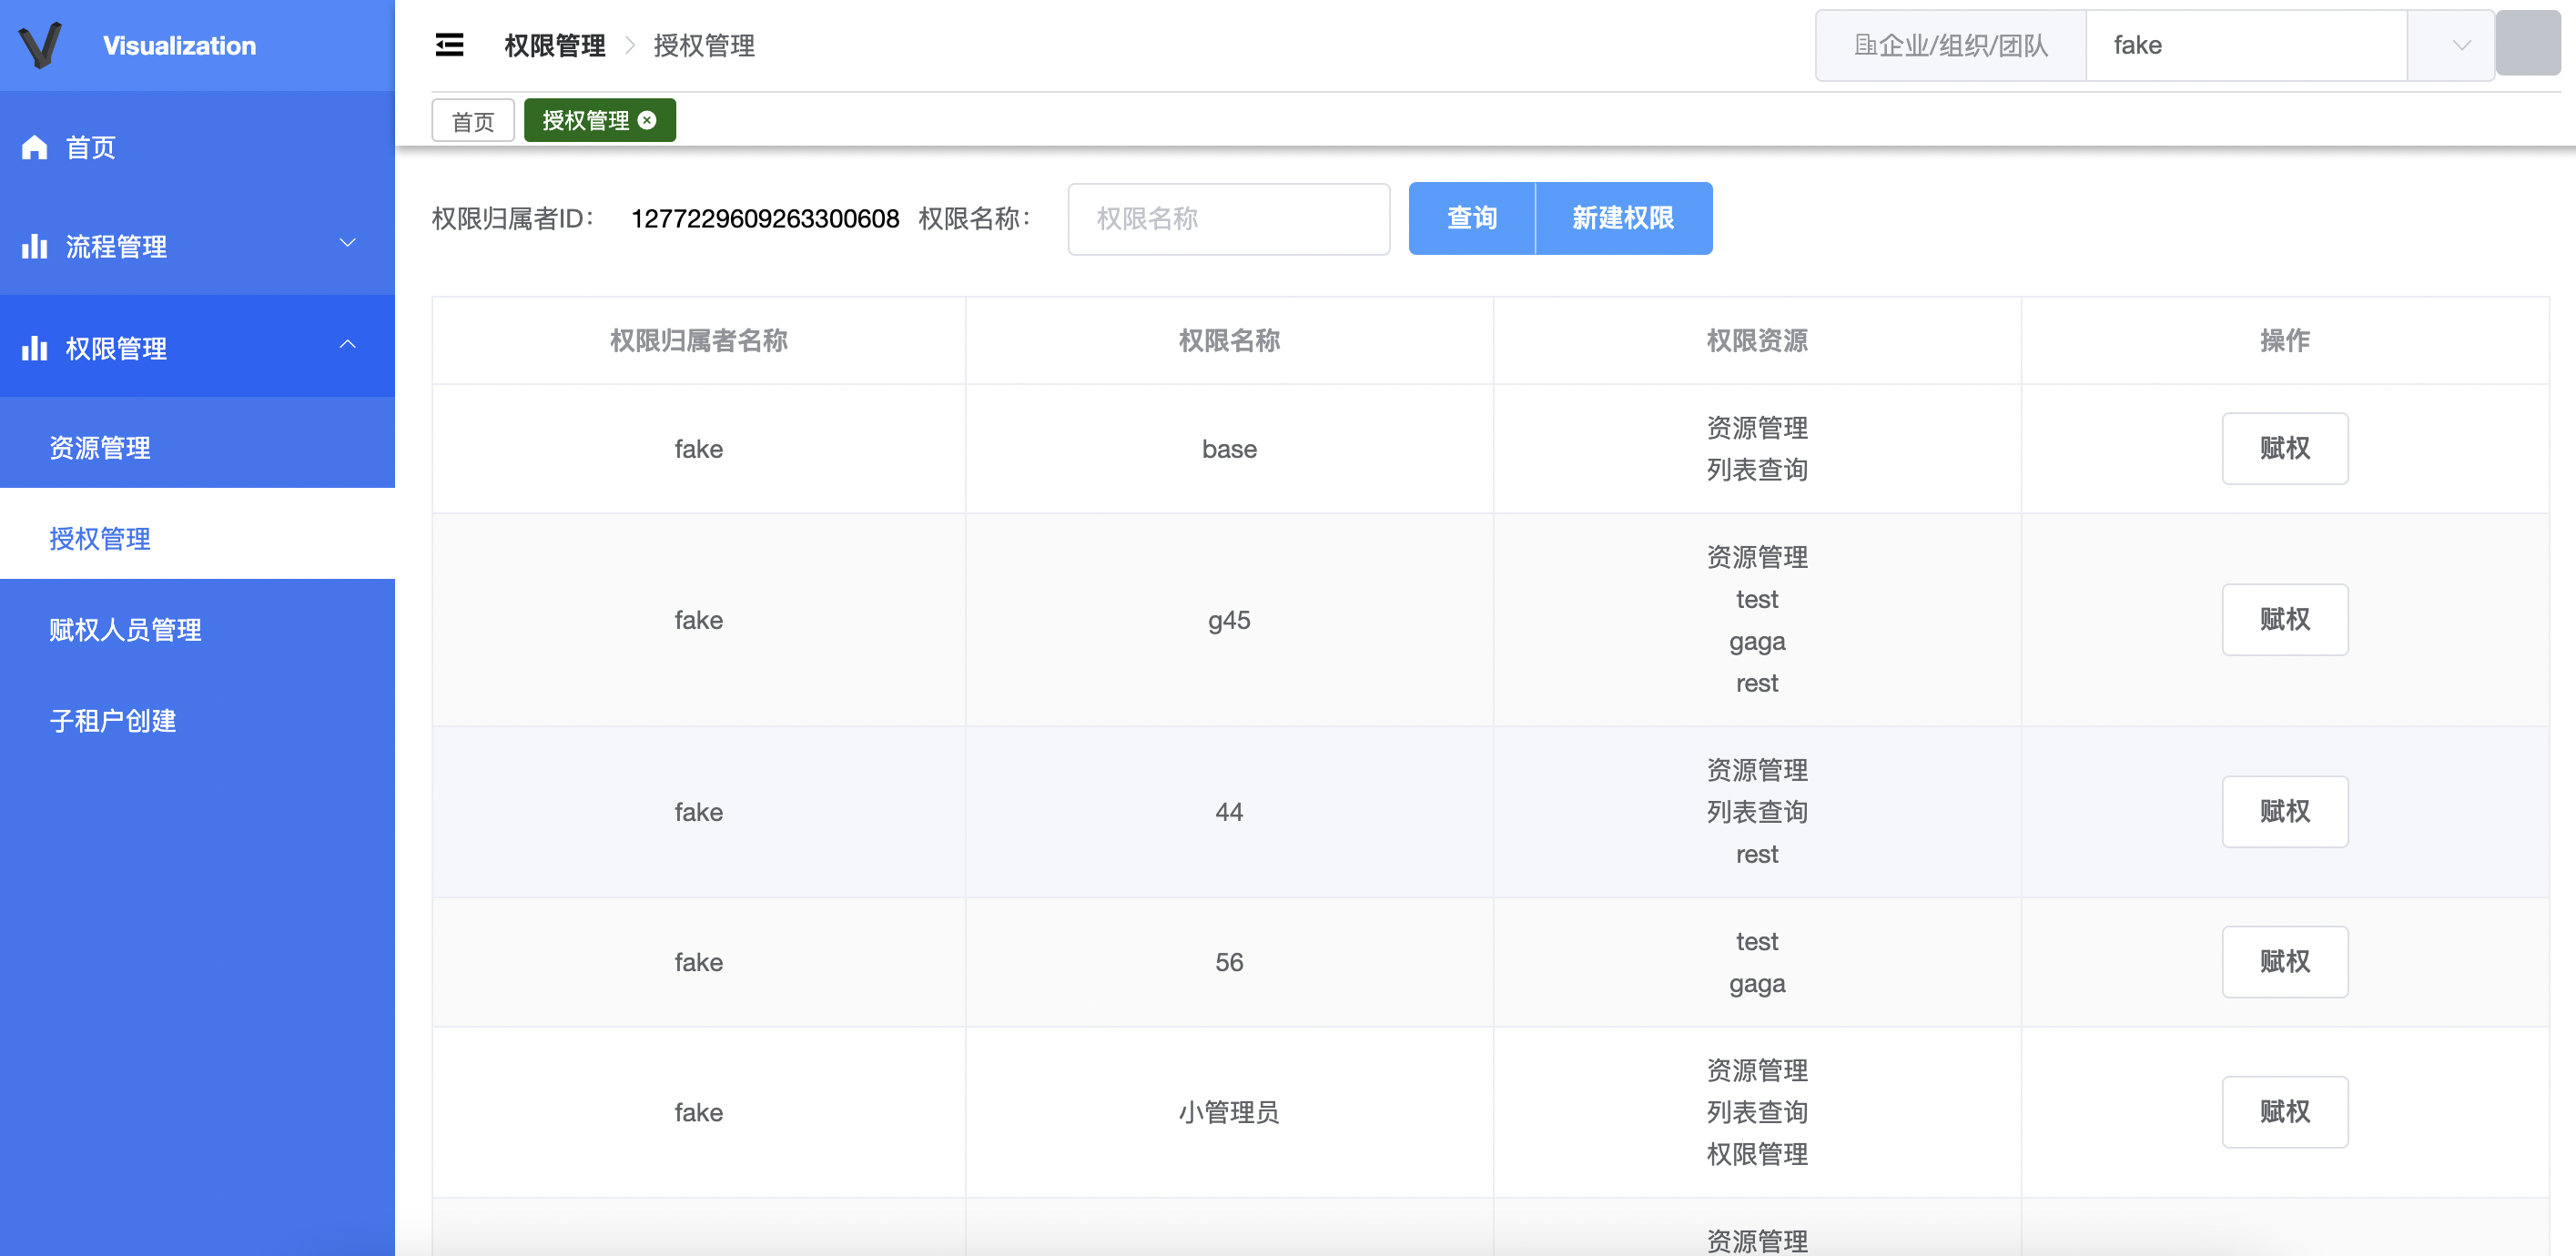 Visualization
首页
流程管理
权限管理
资源管理
授权管理
赋权人员管理
子租户创建
权限管理 授权管理
企业/组织/团队 fake
首页 授权管理
权限归属者ID： 1277229609263300608 权限名称： 权限名称 查询 新建权限
权限归属者名称 权限名称 权限资源 操作
fake base 资源管理 赋权
列表查询
fake g45 资源管理 赋权
test
gaga
rest
fake 44 资源管理 赋权
列表查询
rest
fake 56 test 赋权
gaga
fake 小管理员 资源管理 赋权
列表查询
权限管理
资源管理